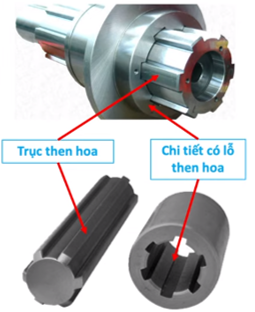 Trục then hoa
Chi tiết có lỗ
then hoa